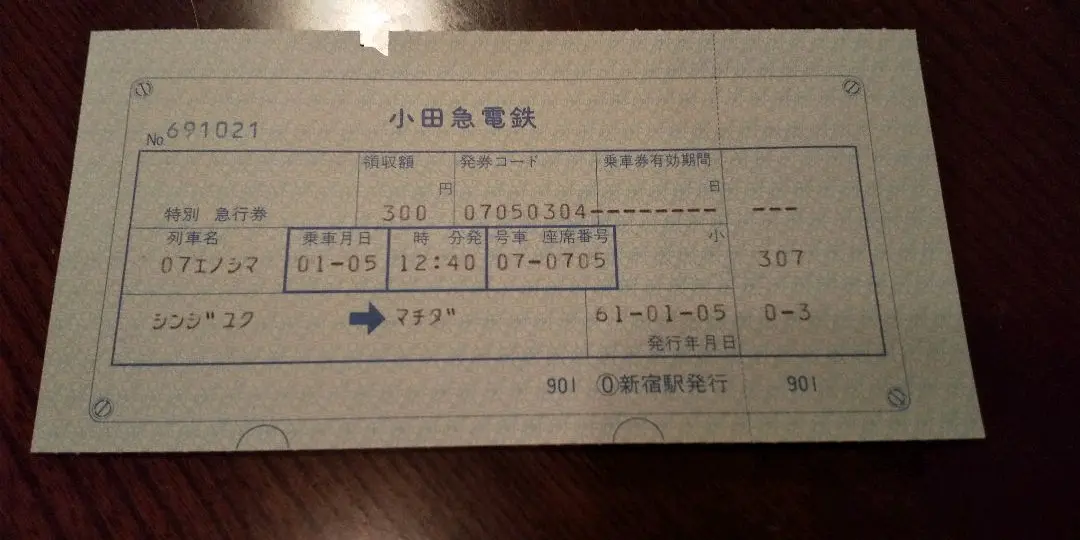 小田急電鉄
No 691021
領収額 発券コード 乗車券有効期間
円 日
特別 急行券 300 07050304-------- ---
列車名 乗車月日 時 分発 号車 座席番号 小
07エノシマ 01-05 12:40 07-0705 307
シンジュク ➡ マチダ 61-01-05 0-3
発行年月日
901 ⓪新宿駅発行 901